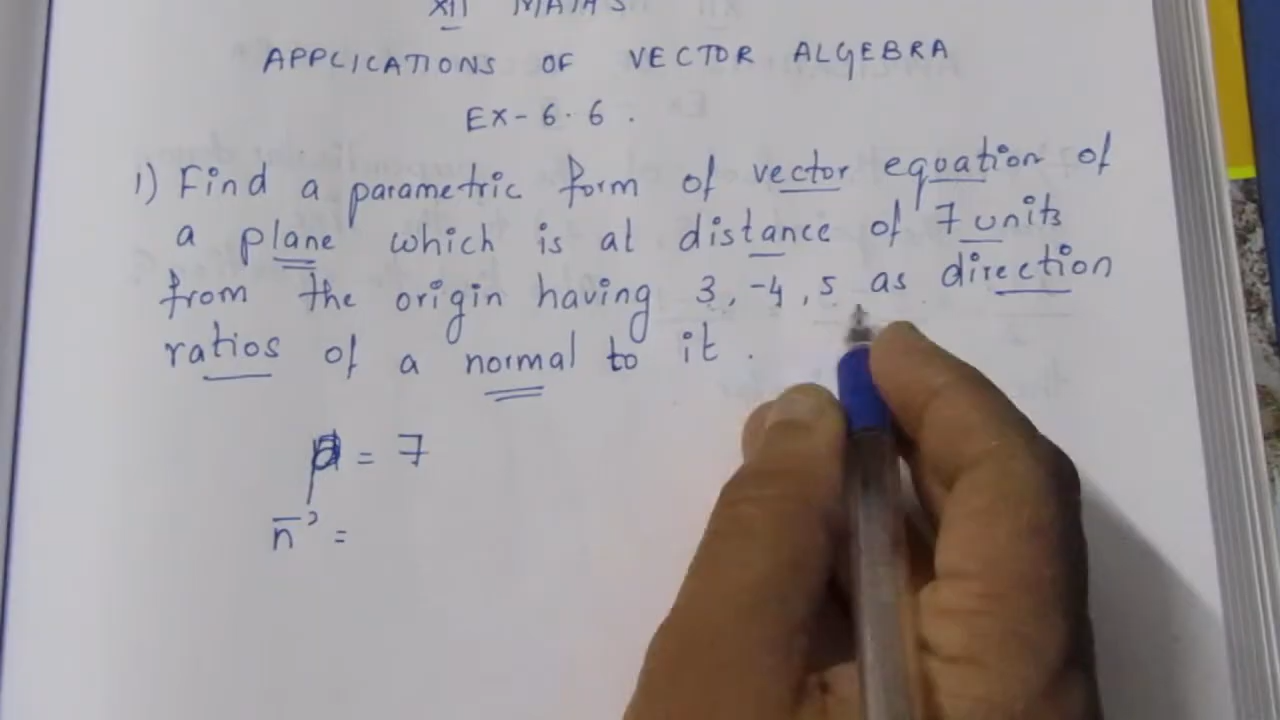 XII MATHS
APPLICATIONS OF VECTOR ALGEBRA
EX-6.6.
1) Find a parametric form of vector equation of
a plane which is at distance of 7 units
from the origin having 3, -4, 5 as direction
ratios of a normal to it.
p = 7
n⃗ =